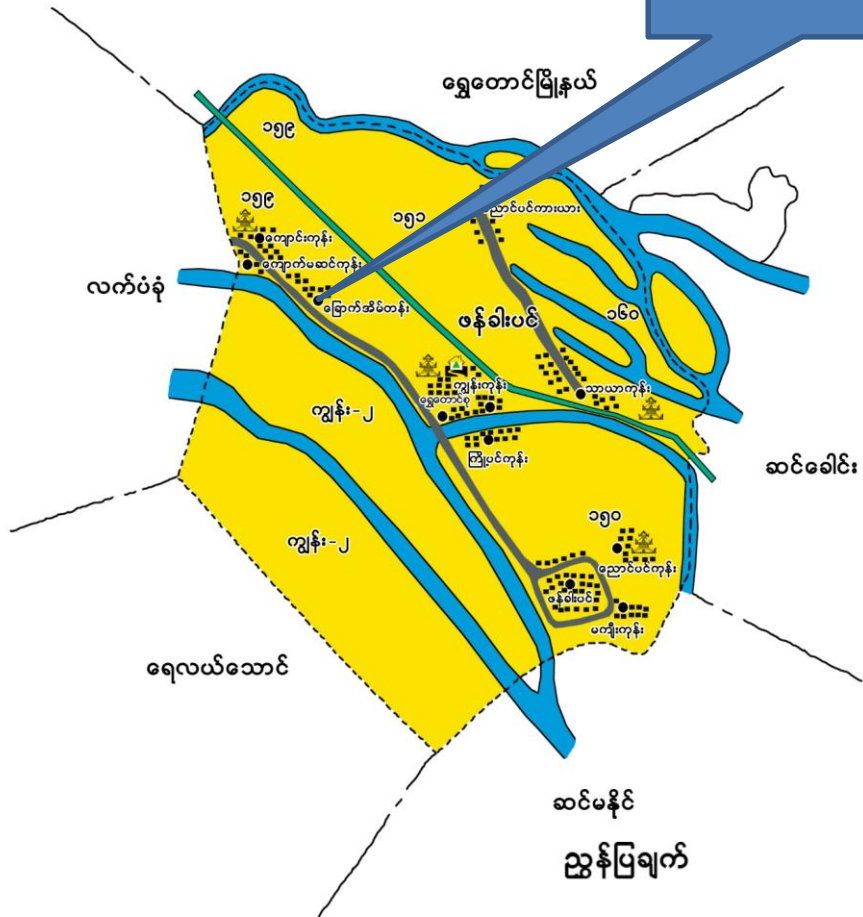 ရွှေတောင်မြို့နယ်
၁၅၉
၁၅၉
၁၅၁
ညောင်ပင်ကားယား
ကျောင်းကုန်း
ကျောက်မဆင်ကုန်း
လက်ပံခုံ
ခြောက်အိမ်တန်း
ဖန်ခါးပင်
၁၆၀
ကျွန်းကုန်း
သာယာကုန်း
ရွှေတောင်စု
ကျွန်း-၂
ကြို့ပင်ကုန်း
ဆင်ခေါင်း
၁၅၀
ကျွန်း-၂
ညောင်ပင်ကုန်း
ဖန်ခါးပင်
မကျီးကုန်း
ရေလယ်သောင်
ဆင်မနိုင်
ညွှန်ပြချက်